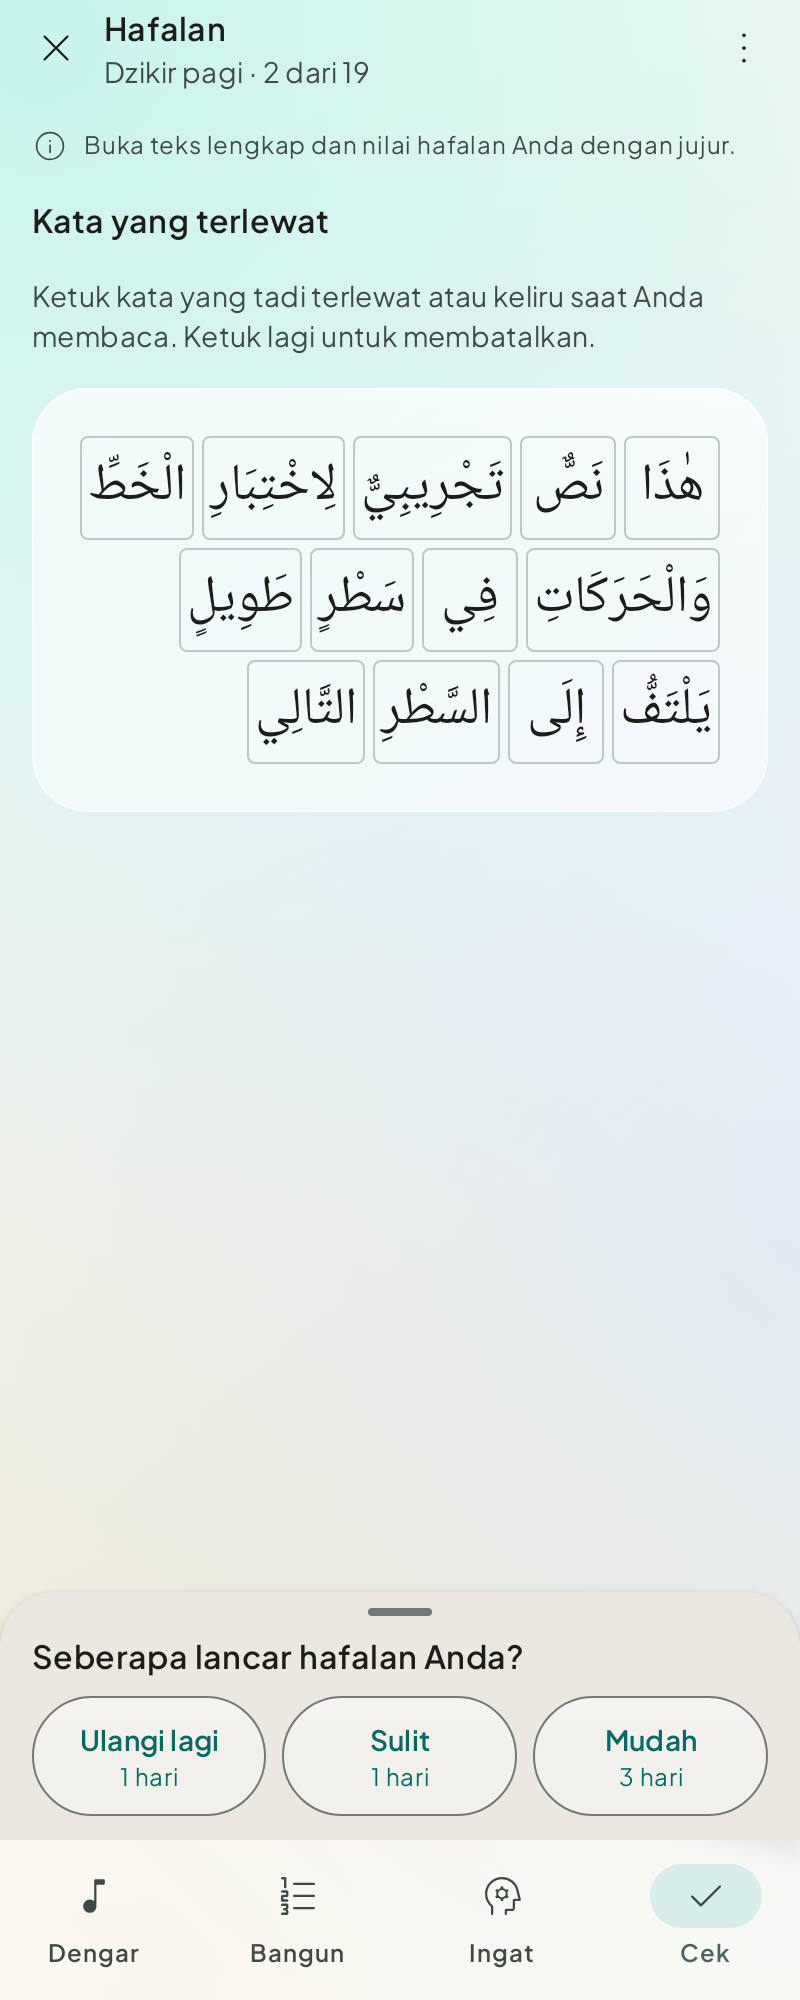 Hafalan
Dzikir pagi · 2 dari 19
Buka teks lengkap dan nilai hafalan Anda dengan jujur.
Kata yang terlewat
Ketuk kata yang tadi terlewat atau keliru saat Anda
membaca. Ketuk lagi untuk membatalkan.
هٰذَا نَصٌّ تَجْرِيبِيٌّ لِاخْتِبَارِ الْخَطِّ
وَالْحَرَكَاتِ فِي سَطْرٍ طَوِيلٍ
يَلْتَفُّ إِلَى السَّطْرِ التَّالِي
Seberapa lancar hafalan Anda?
Ulangi lagi Sulit Mudah
1 hari 1 hari 3 hari
Dengar Bangun Ingat Cek